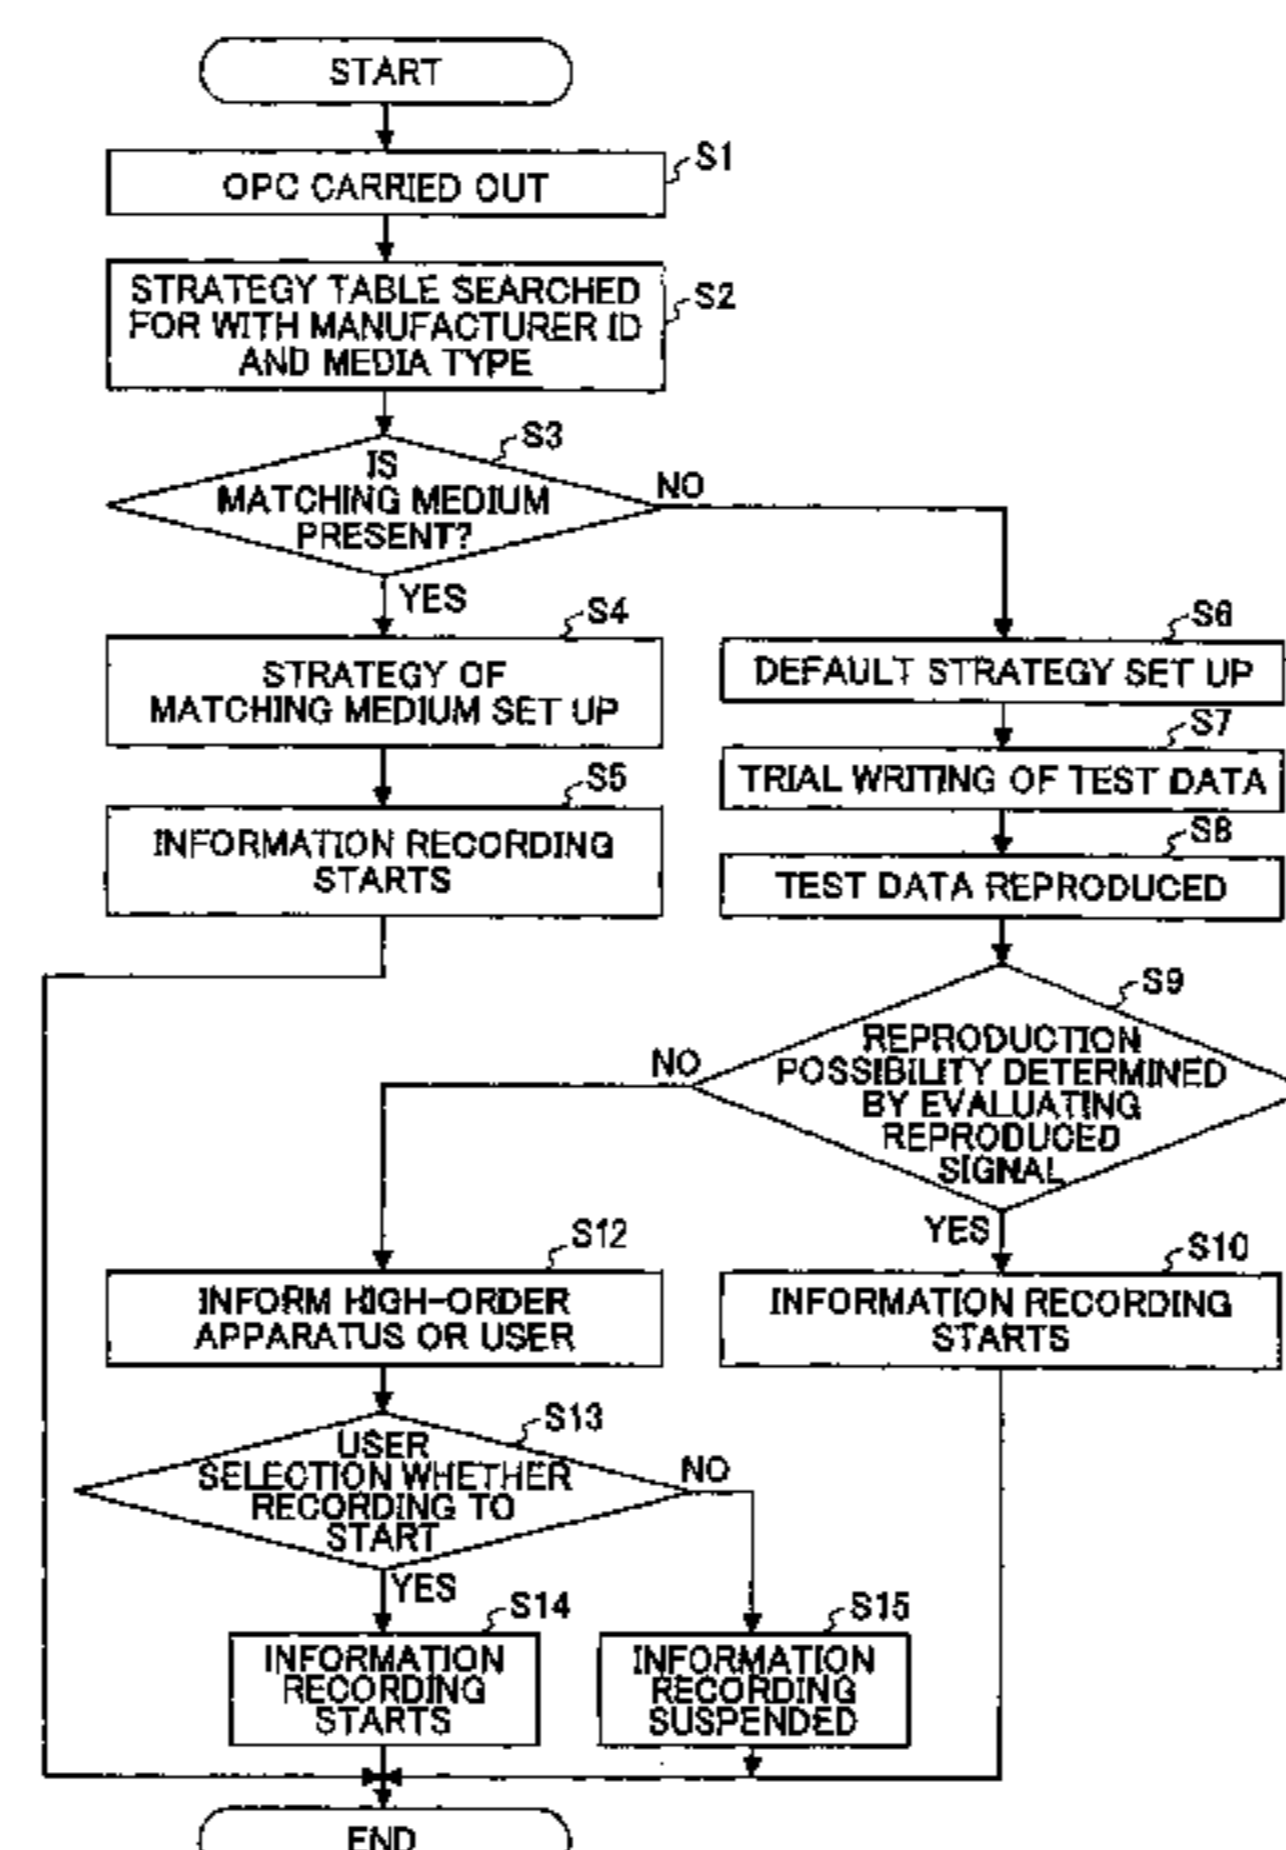 START
S1
OPC CARRIED OUT
S2
STRATEGY TABLE SEARCHED
FOR WITH MANUFACTURER ID
AND MEDIA TYPE
S3
IS
MATCHING MEDIUM
PRESENT?
NO
YES
S4
STRATEGY OF
MATCHING MEDIUM SET UP
S5
INFORMATION RECORDING
STARTS
S6
DEFAULT STRATEGY SET UP
S7
TRIAL WRITING OF TEST DATA
S8
TEST DATA REPRODUCED
S9
REPRODUCTION
POSSIBILITY DETERMINED
BY EVALUATING
REPRODUCED
SIGNAL
NO
YES
S10
INFORMATION RECORDING
STARTS
S12
INFORM HIGH-ORDER
APPARATUS OR USER
S13
USER
SELECTION WHETHER
RECORDING TO
START
NO
YES
S14
INFORMATION
RECORDING
STARTS
S15
INFORMATION
RECORDING
SUSPENDED
END